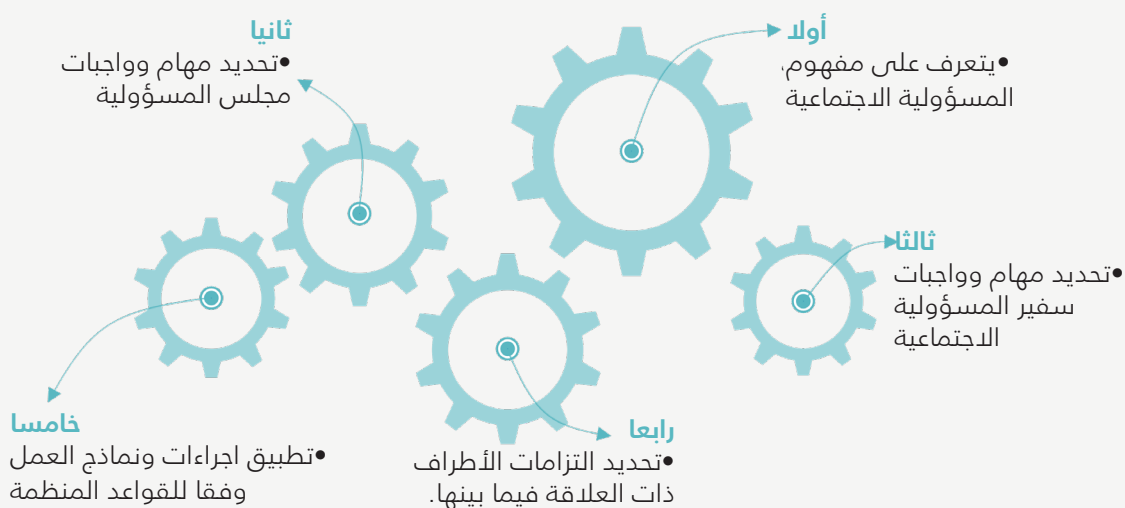 أولا
•يتعرف على مفهوم
المسؤولية الاجتماعية
ثانيا
•تحديد مهام وواجبات
مجلس المسؤولية
ثالثا
•تحديد مهام وواجبات
سفير المسؤولية
الاجتماعية
رابعا
•تحديد التزامات الأطراف
ذات العلاقة فيما بينها.
خامسا
•تطبيق اجراءات ونماذج العمل
وفقا للقواعد المنظمة